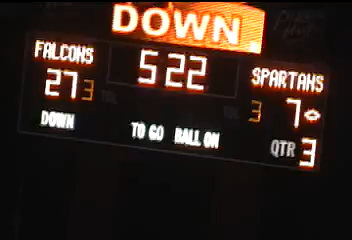 DOWN
FALCONS 5 22 SPARTANS
27 3 3 7
DOWN TO GO BALL ON QTR 3